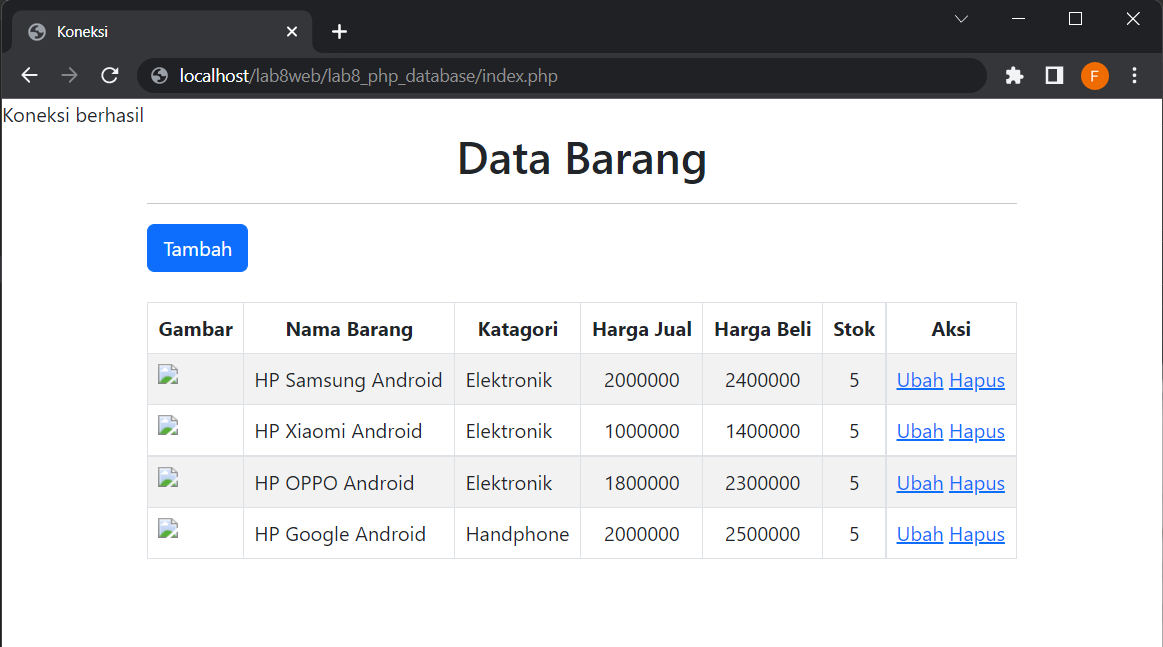 Koneksi
localhost/lab8web/lab8_php_database/index.php
F
Koneksi berhasil
Data Barang
Tambah
Gambar Nama Barang Katagori Harga Jual Harga Beli Stok Aksi
HP Samsung Android Elektronik 2000000 2400000 5 Ubah Hapus
HP Xiaomi Android Elektronik 1000000 1400000 5 Ubah Hapus
HP OPPO Android Elektronik 1800000 2300000 5 Ubah Hapus
HP Google Android Handphone 2000000 2500000 5 Ubah Hapus